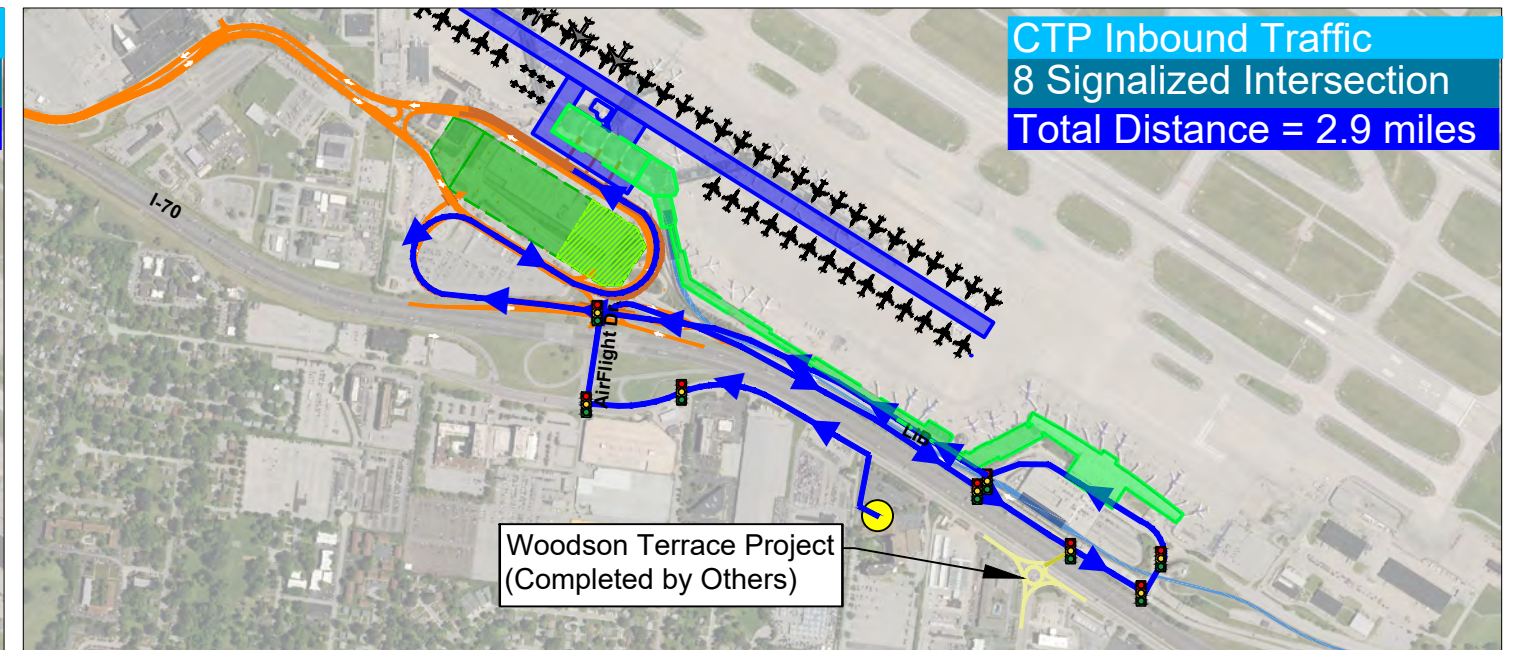 CTP Inbound Traffic
8 Signalized Intersection
Total Distance = 2.9 miles
I-70
AirFlight Dr
Woodson Terrace Project
(Completed by Others)